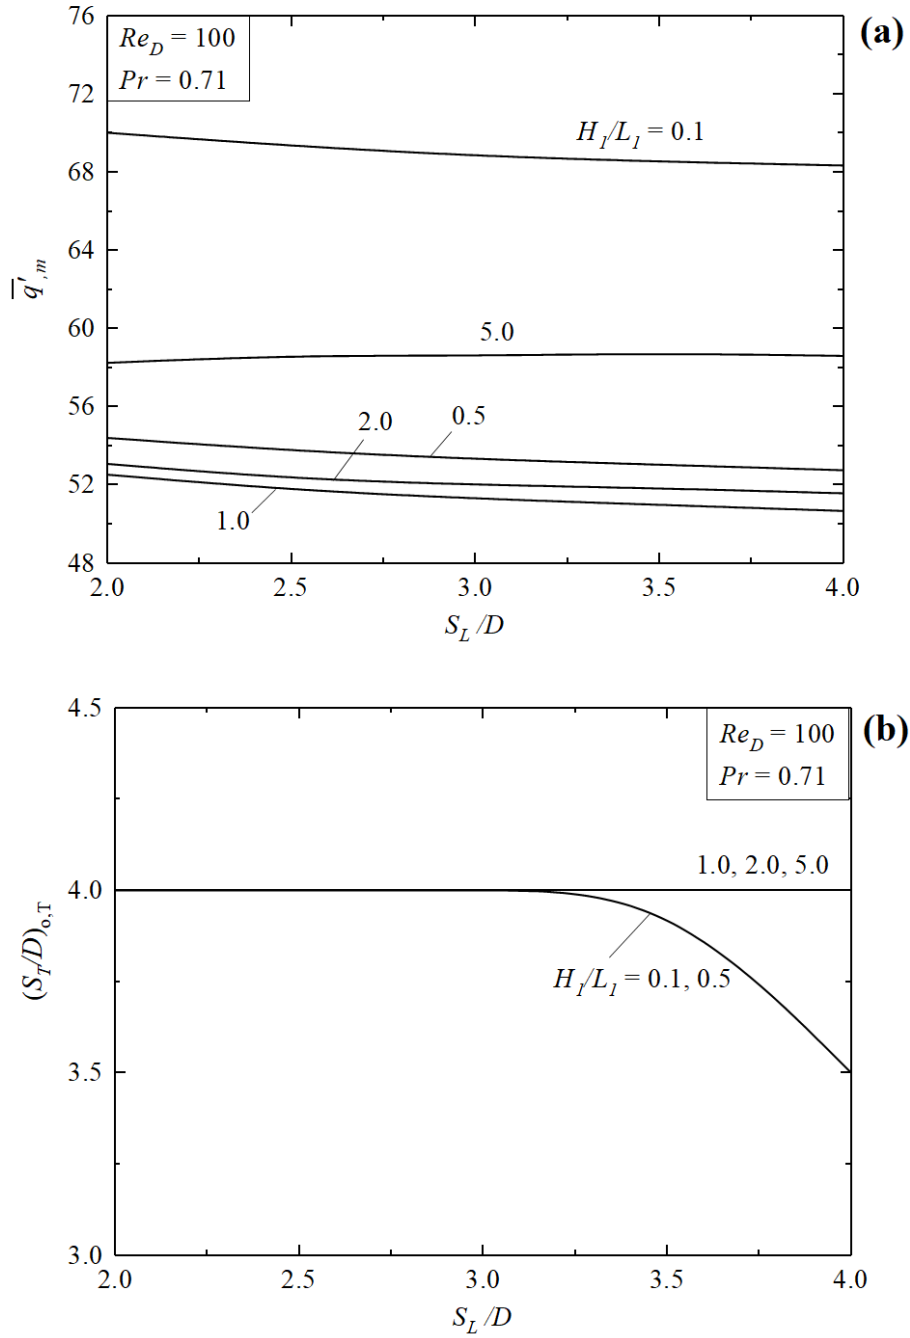 76
(a)
Re_D = 100
Pr = 0.71
72
H_1/L_1 = 0.1
68
64
q̄'_,m
60
5.0
56
2.0
0.5
52
1.0
48
2.0 2.5 3.0 3.5 4.0
S_L /D
4.5
(b)
Re_D = 100
Pr = 0.71
1.0, 2.0, 5.0
4.0
(S_T/D)_o,T
H_1/L_1 = 0.1, 0.5
3.5
3.0
2.0 2.5 3.0 3.5 4.0
S_L /D